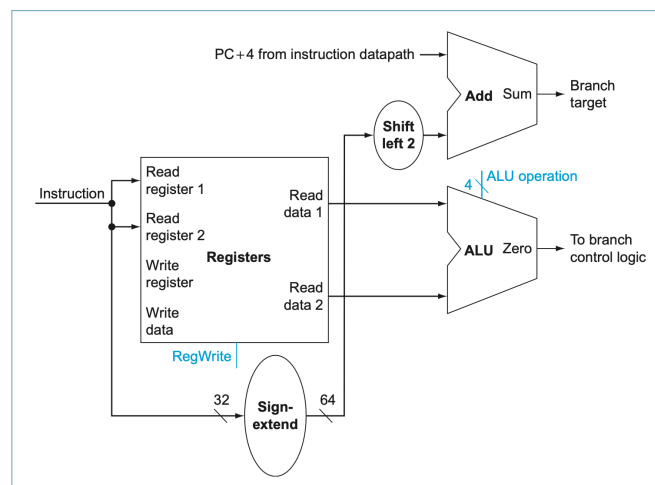 PC+4 from instruction datapath
Add Sum
Branch
target
Shift
left 2
Instruction
Read
register 1
Read
register 2
Write
register
Write
data
Registers
Read
data 1
Read
data 2
RegWrite
4
ALU operation
ALU Zero
To branch
control logic
32
Sign-
extend
64